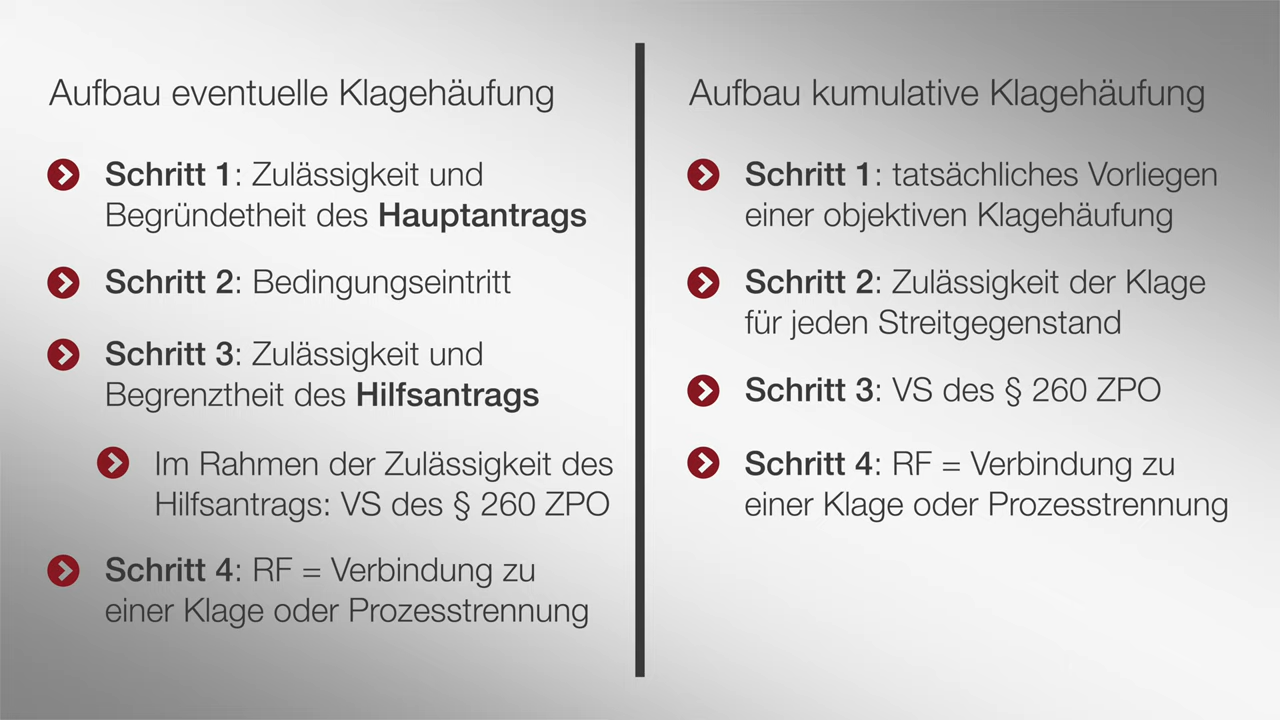 Aufbau eventuelle Klagehäufung
Schritt 1: Zulässigkeit und
Begründetheit des Hauptantrags
Schritt 2: Bedingungseintritt
Schritt 3: Zulässigkeit und
Begrenztheit des Hilfsantrags
Im Rahmen der Zulässigkeit des
Hilfsantrags: VS des § 260 ZPO
Schritt 4: RF = Verbindung zu
einer Klage oder Prozesstrennung
Aufbau kumulative Klagehäufung
Schritt 1: tatsächliches Vorliegen
einer objektiven Klagehäufung
Schritt 2: Zulässigkeit der Klage
für jeden Streitgegenstand
Schritt 3: VS des § 260 ZPO
Schritt 4: RF = Verbindung zu
einer Klage oder Prozesstrennung